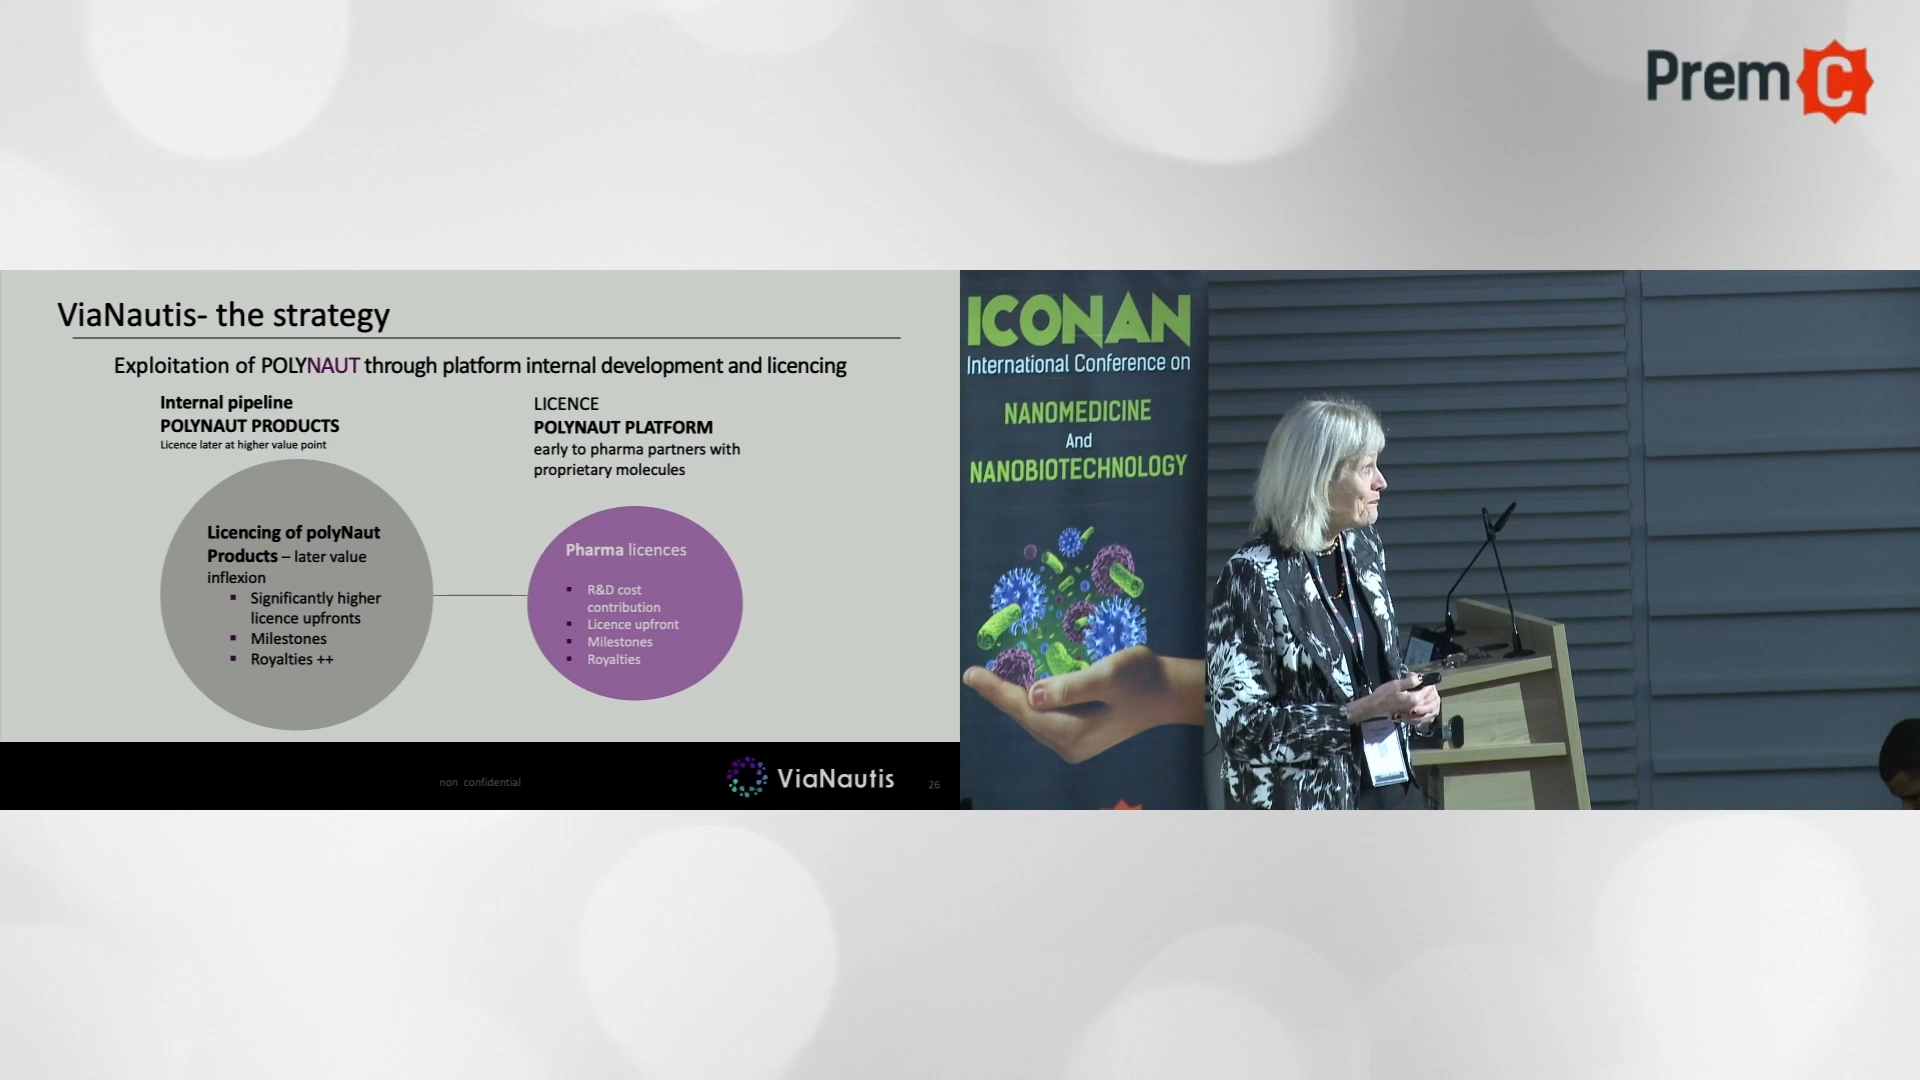 Prem C
ViaNautis- the strategy
Exploitation of POLYNAUT through platform internal development and licencing
Internal pipeline
POLYNAUT PRODUCTS
Licence later at higher value point
LICENCE
POLYNAUT PLATFORM
early to pharma partners with
proprietary molecules
Licencing of polyNaut
Products – later value
inflexion
▪ Significantly higher
licence upfronts
▪ Milestones
▪ Royalties ++
Pharma licences
▪ R&D cost
contribution
▪ Licence upfront
▪ Milestones
▪ Royalties
non confidential
ViaNautis
26
ICONAN
International Conference on
NANOMEDICINE
And
NANOBIOTECHNOLOGY